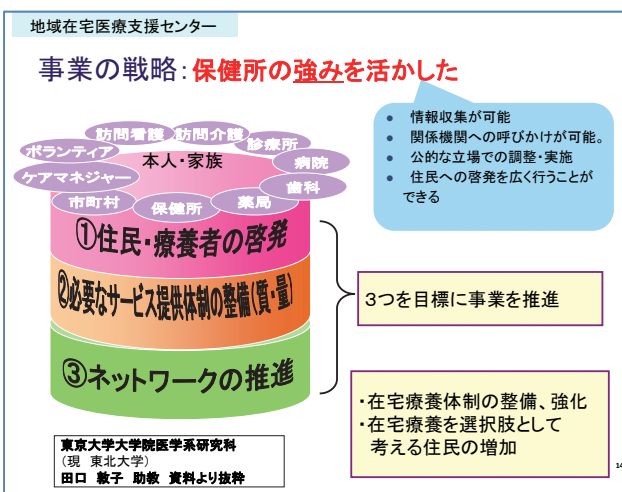 地域在宅医療支援センター
事業の戦略:保健所の強みを活かした
● 情報収集が可能
● 関係機関への呼びかけが可能。
● 公的な立場での調整・実施
● 住民への啓発を広く行うことが
できる
訪問看護
訪問介護
診療所
ボランティア
本人・家族
病院
ケアマネジャー
歯科
市町村
保健所
薬局
①住民・療養者の啓発
②必要なサービス提供体制の整備(質・量)
③ネットワークの推進
3つを目標に事業を推進
・在宅療養体制の整備、強化
・在宅療養を選択肢として
考える住民の増加
東京大学大学院医学系研究科
(現 東北大学)
田口 敦子 助教 資料より抜粋
14